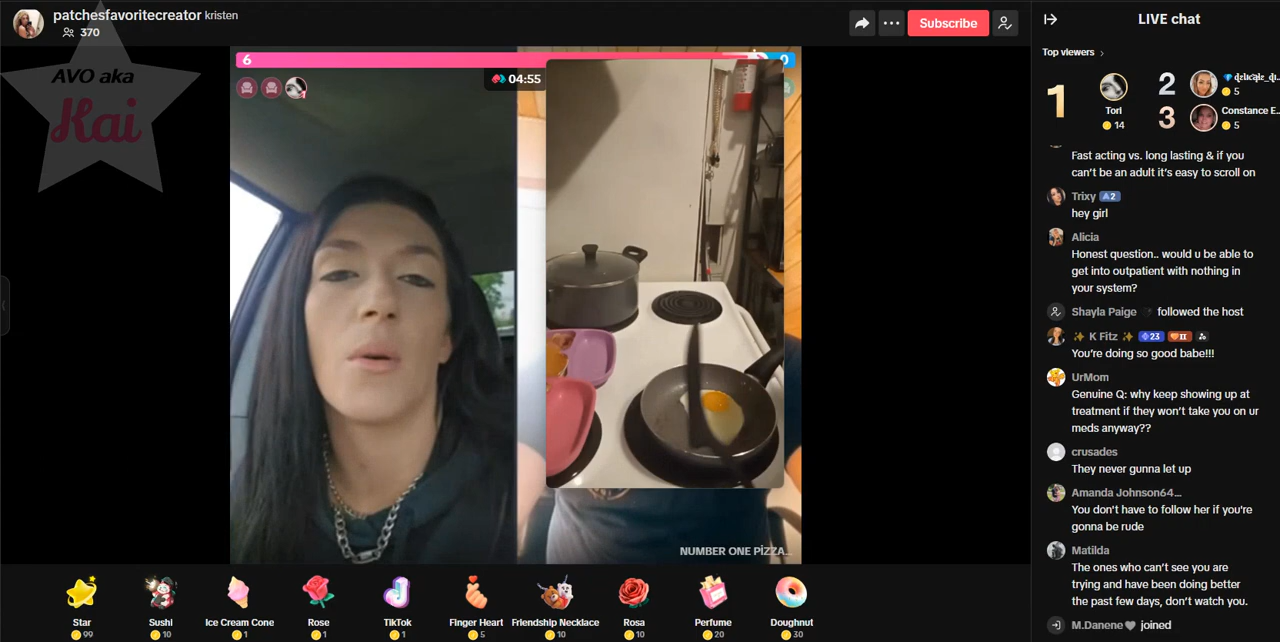 patchesfavoritecreator kristen
370
Subscribe
AVO aka
Kai
6
0
04:55
NUMBER ONE PİZZA...
Star
99
Sushi
10
Ice Cream Cone
1
Rose
1
TikTok
1
Finger Heart
5
Friendship Necklace
10
Rosa
10
Perfume
20
Doughnut
30
LIVE chat
Top viewers
1
Tori
14
2
5
3
Constance E...
5
Fast acting vs. long lasting & if you
can't be an adult it's easy to scroll on
Trixy 2
hey girl
Alicia
Honest question.. would u be able to
get into outpatient with nothing in
your system?
Shayla Paige followed the host
✨ K Fitz ✨ 23 II
You're doing so good babe!!!
UrMom
Genuine Q: why keep showing up at
treatment if they won't take you on ur
meds anyway??
crusades
They never gunna let up
Amanda Johnson64...
You don't have to follow her if you're
gonna be rude
Matilda
The ones who can't see you are
trying and have been doing better
the past few days, don't watch you.
M.Danene🖤 joined